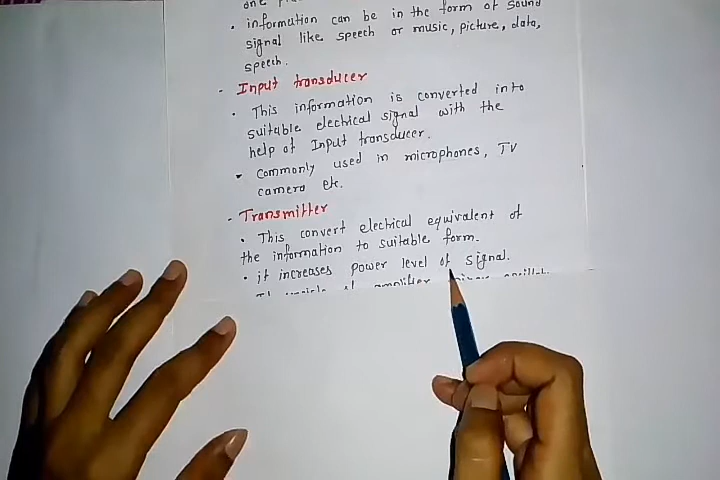 one
• information can be in the form of sound
signal like speech or music, picture, data,
speech.
- Input transducer
• This information is converted into
suitable electrical signal with the
help of Input transducer.
- Commonly used in microphones, TV
camera etc.
- Transmitter
• This convert electrical equivalent of
the information to suitable form.
• it increases power level of signal.
amplifier